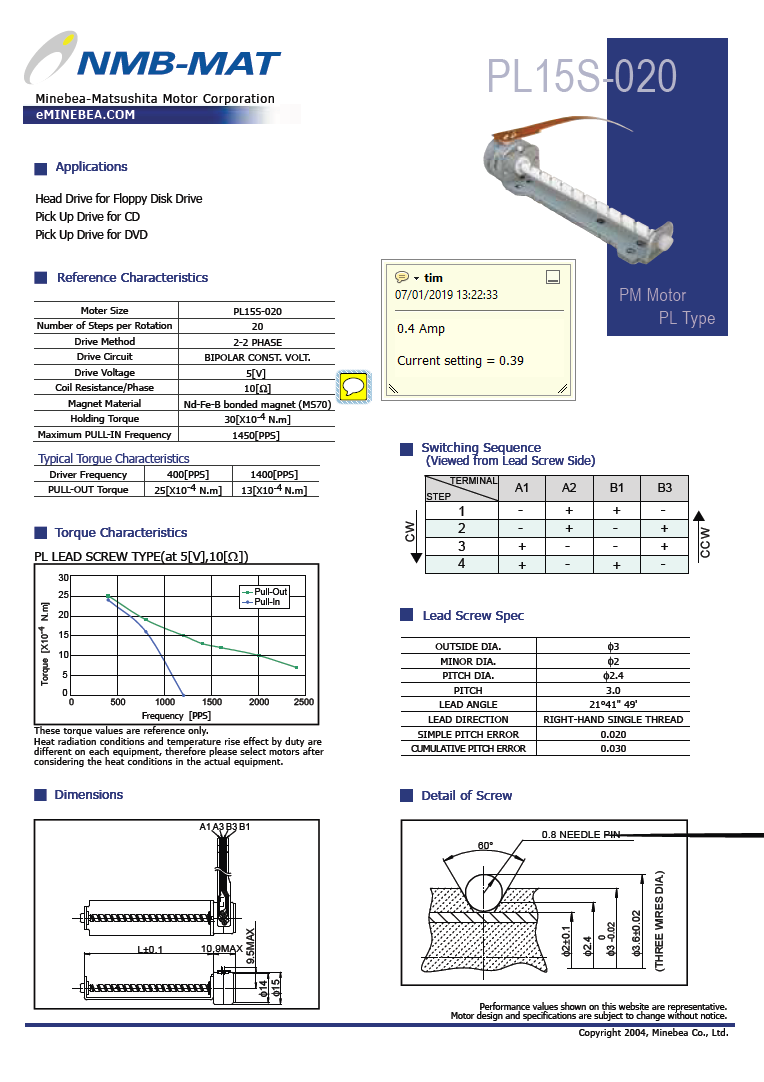 NMB-MAT
Minebea-Matsushita Motor Corporation
eMINEBEA.COM
PL15S-020
PM Motor
PL Type
Applications
Head Drive for Floppy Disk Drive
Pick Up Drive for CD
Pick Up Drive for DVD
Reference Characteristics
Moter Size PL15S-020
Number of Steps per Rotation 20
Drive Method 2-2 PHASE
Drive Circuit BIPOLAR CONST. VOLT.
Drive Voltage 5[V]
Coil Resistance/Phase 10[Ω]
Magnet Material Nd-Fe-B bonded magnet (MS70)
Holding Torque 30[X10-4 N.m]
Maximum PULL-IN Frequency 1450[PPS]
tim
07/01/2019 13:22:33
0.4 Amp
Current setting = 0.39
Typical Torgue Characteristics
Driver Frequency 400[PPS] 1400[PPS]
PULL-OUT Torque 25[X10-4 N.m] 13[X10-4 N.m]
Switching Sequence
(Viewed from Lead Screw Side)
TERMINAL
STEP
A1 A2 B1 B3
1 - + + -
2 - + - +
3 + - - +
4 + - + -
CW
CCW
Torque Characteristics
PL LEAD SCREW TYPE(at 5[V],10[Ω])
Torque [X10-4 N.m]
30
25
20
15
10
5
0
Pull-Out
Pull-In
0 500 1000 1500 2000 2500
Frequency [PPS]
These torque values are reference only.
Heat radiation conditions and temperature rise effect by duty are
different on each equipment, therefore please select motors after
considering the heat conditions in the actual equipment.
Lead Screw Spec
OUTSIDE DIA. ϕ3
MINOR DIA. ϕ2
PITCH DIA. ϕ2.4
PITCH 3.0
LEAD ANGLE 21°41" 49'
LEAD DIRECTION RIGHT-HAND SINGLE THREAD
SIMPLE PITCH ERROR 0.020
CUMULATIVE PITCH ERROR 0.030
Dimensions
A1 A3 B3 B1
L±0.1
10.9MAX
9.5MAX
ϕ14
ϕ15
Detail of Screw
0.8 NEEDLE PIN
60°
ϕ2±0.1
ϕ2.4
ϕ3 0 -0.02
ϕ3.6±0.02
(THREE WIRES DIA.)
Performance values shown on this website are representative.
Motor design and specifications are subject to change without notice.
Copyright 2004, Minebea Co., Ltd.